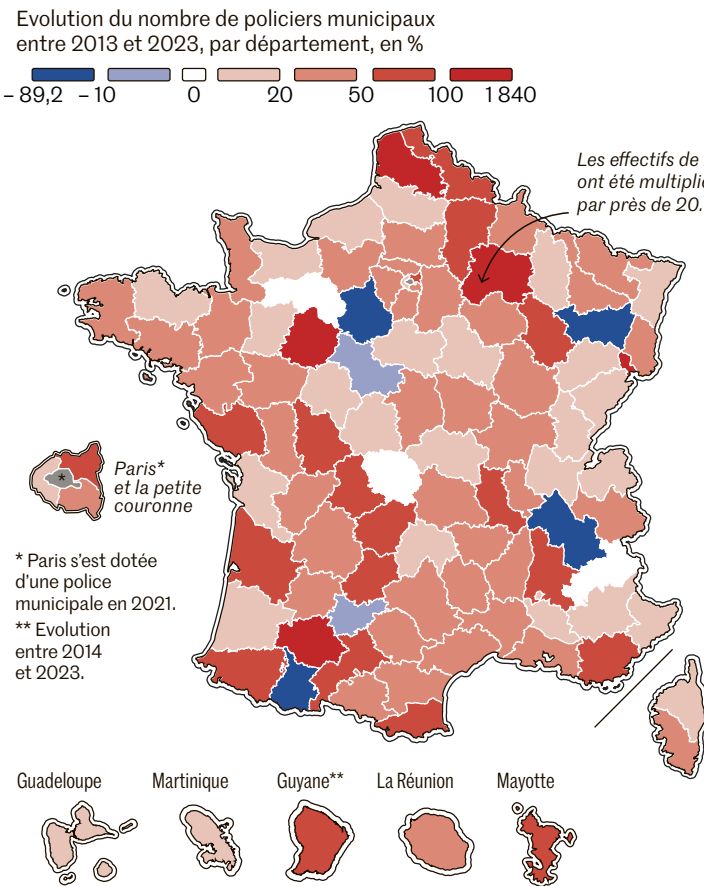 Evolution du nombre de policiers municipaux
entre 2013 et 2023, par département, en %
– 89,2 – 10 0 20 50 100 1 840
Les effectifs de
ont été multiplié
par près de 20.
Paris*
et la petite
couronne
*
* Paris s'est dotée
d'une police
municipale en 2021.
** Evolution
entre 2014
et 2023.
Guadeloupe Martinique Guyane** La Réunion Mayotte